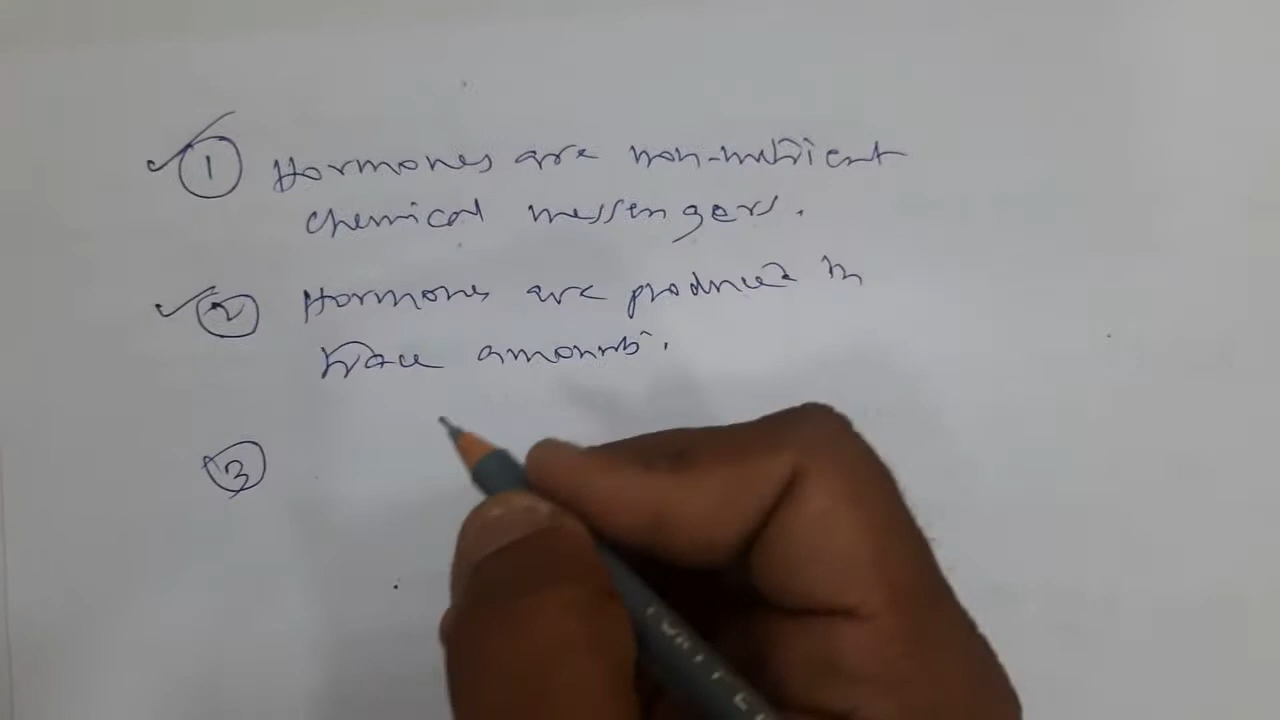 1 Hormones are non-nutrient
chemical messengers.
2 Hormones are produced in
trace amounts.
3